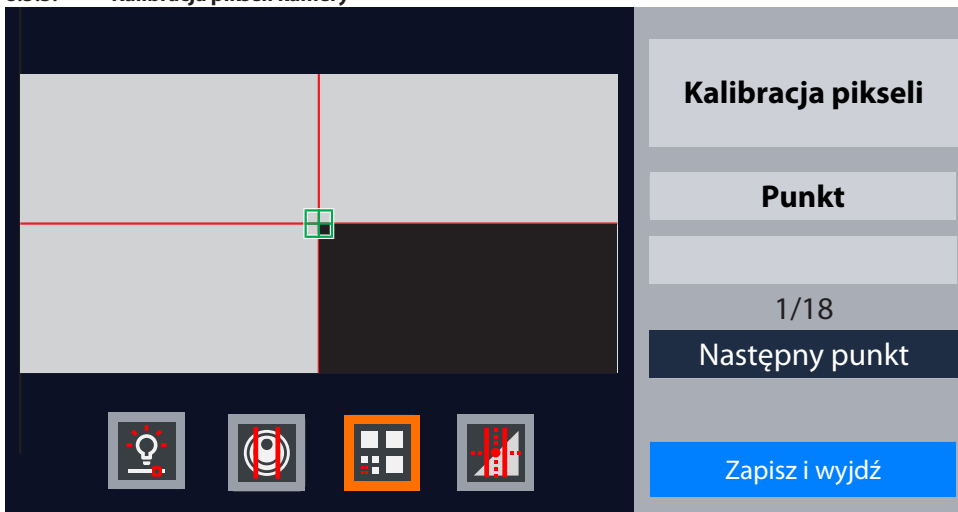 Kalibracja pikseli
Punkt
1/18
Następny punkt
Zapisz i wyjdź